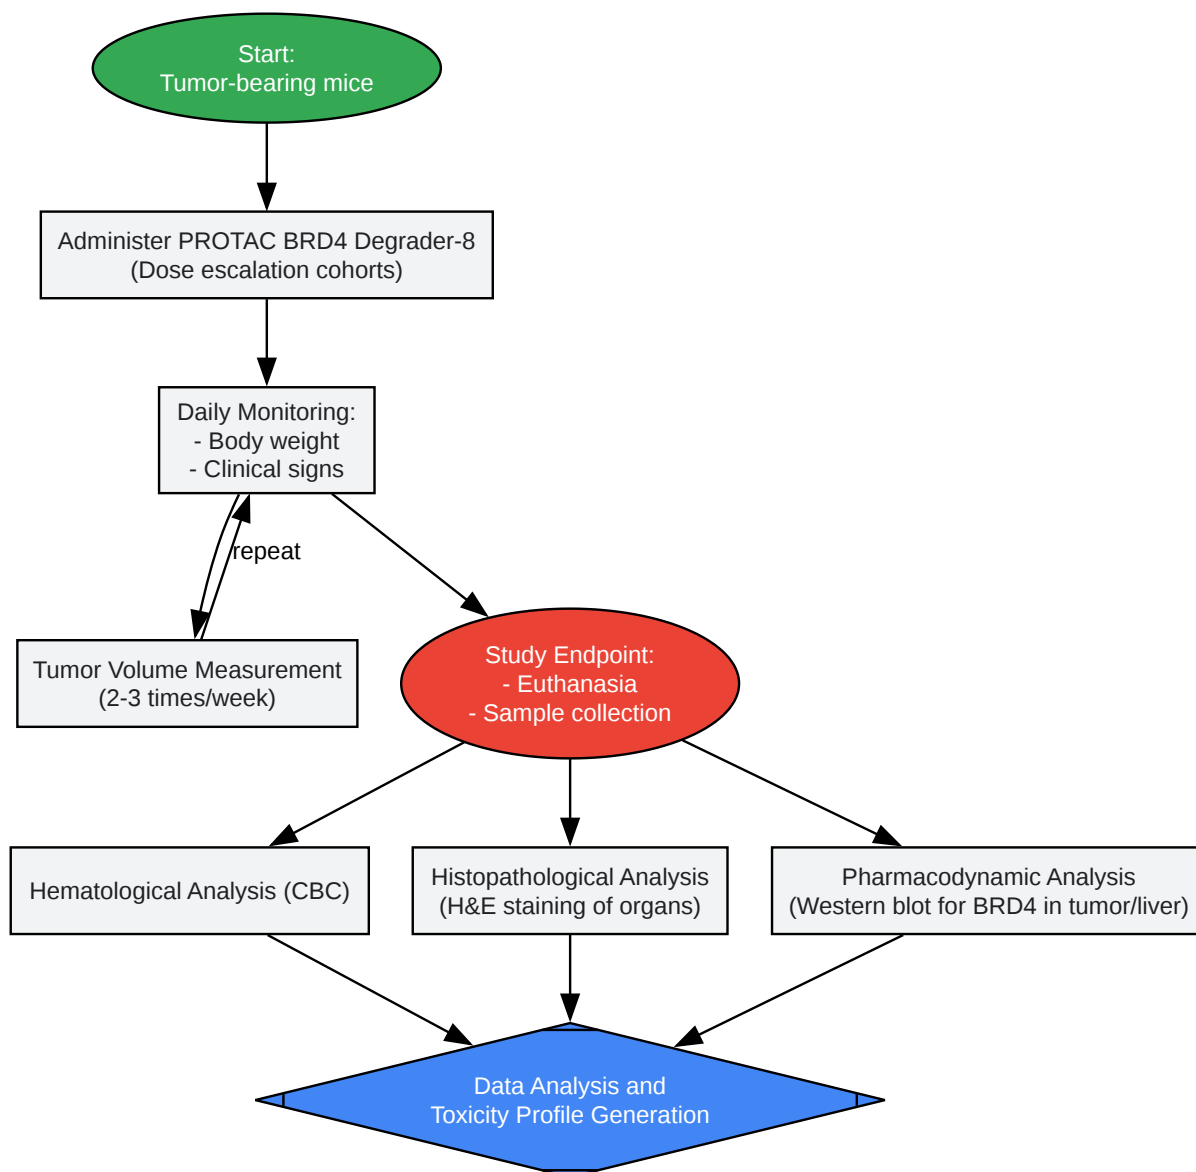 Start:
Tumor-bearing mice
Administer PROTAC BRD4 Degrader-8
(Dose escalation cohorts)
Daily Monitoring:
- Body weight
- Clinical signs
repeat
Tumor Volume Measurement
(2-3 times/week)
Study Endpoint:
- Euthanasia
- Sample collection
Hematological Analysis (CBC)
Histopathological Analysis
(H&E staining of organs)
Pharmacodynamic Analysis
(Western blot for BRD4 in tumor/liver)
Data Analysis and
Toxicity Profile Generation